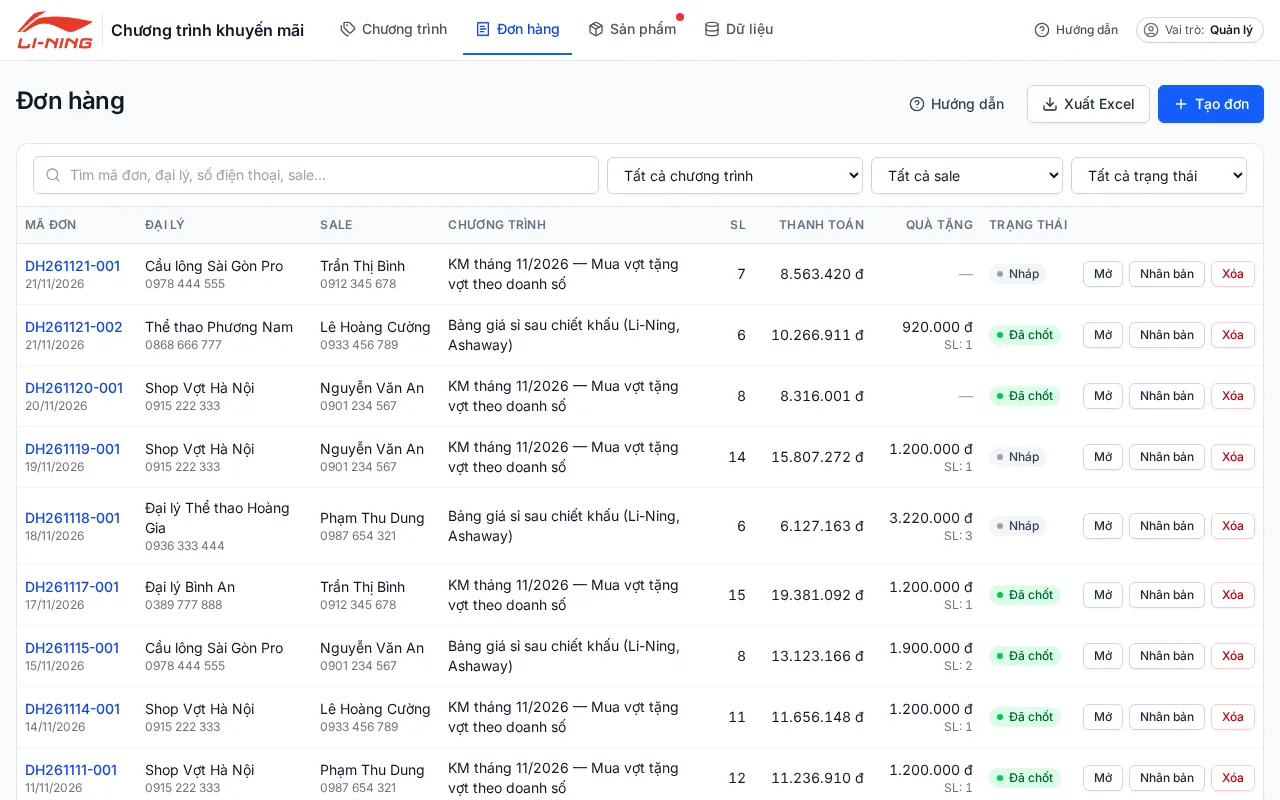 LI-NING
Chương trình khuyến mãi
Chương trình
Đơn hàng
Sản phẩm
Dữ liệu
Hướng dẫn
Vai trò: Quản lý
Đơn hàng
Hướng dẫn
Xuất Excel
Tạo đơn
Tìm mã đơn, đại lý, số điện thoại, sale...
Tất cả chương trình
Tất cả sale
Tất cả trạng thái
MÃ ĐƠN ĐẠI LÝ SALE CHƯƠNG TRÌNH SL THANH TOÁN QUÀ TẶNG TRẠNG THÁI
DH261121-001 Cầu lông Sài Gòn Pro Trần Thị Bình KM tháng 11/2026 — Mua vợt tặng 7 8.563.420 đ — Nháp Mở Nhân bản Xóa
21/11/2026 0978 444 555 0912 345 678 vợt theo doanh số
DH261121-002 Thể thao Phương Nam Lê Hoàng Cường Bảng giá sỉ sau chiết khấu (Li-Ning, 6 10.266.911 đ 920.000 đ Đã chốt Mở Nhân bản Xóa
21/11/2026 0868 666 777 0933 456 789 Ashaway) SL: 1
DH261120-001 Shop Vợt Hà Nội Nguyễn Văn An KM tháng 11/2026 — Mua vợt tặng 8 8.316.001 đ — Đã chốt Mở Nhân bản Xóa
20/11/2026 0915 222 333 0901 234 567 vợt theo doanh số
DH261119-001 Shop Vợt Hà Nội Nguyễn Văn An KM tháng 11/2026 — Mua vợt tặng 14 15.807.272 đ 1.200.000 đ Nháp Mở Nhân bản Xóa
19/11/2026 0915 222 333 0901 234 567 vợt theo doanh số SL: 1
DH261118-001 Đại lý Thể thao Hoàng Gia Phạm Thu Dung Bảng giá sỉ sau chiết khấu (Li-Ning, 6 6.127.163 đ 3.220.000 đ Nháp Mở Nhân bản Xóa
18/11/2026 0936 333 444 0987 654 321 Ashaway) SL: 3
DH261117-001 Đại lý Bình An Trần Thị Bình KM tháng 11/2026 — Mua vợt tặng 15 19.381.092 đ 1.200.000 đ Đã chốt Mở Nhân bản Xóa
17/11/2026 0389 777 888 0912 345 678 vợt theo doanh số SL: 1
DH261115-001 Cầu lông Sài Gòn Pro Nguyễn Văn An Bảng giá sỉ sau chiết khấu (Li-Ning, 8 13.123.166 đ 1.900.000 đ Đã chốt Mở Nhân bản Xóa
15/11/2026 0978 444 555 0901 234 567 Ashaway) SL: 2
DH261114-001 Shop Vợt Hà Nội Lê Hoàng Cường KM tháng 11/2026 — Mua vợt tặng 11 11.656.148 đ 1.200.000 đ Đã chốt Mở Nhân bản Xóa
14/11/2026 0915 222 333 0933 456 789 vợt theo doanh số SL: 1
DH261111-001 Shop Vợt Hà Nội Phạm Thu Dung KM tháng 11/2026 — Mua vợt tặng 12 11.236.910 đ 1.200.000 đ Đã chốt Mở Nhân bản Xóa
11/11/2026 0915 222 333 0987 654 321 vợt theo doanh số SL: 1